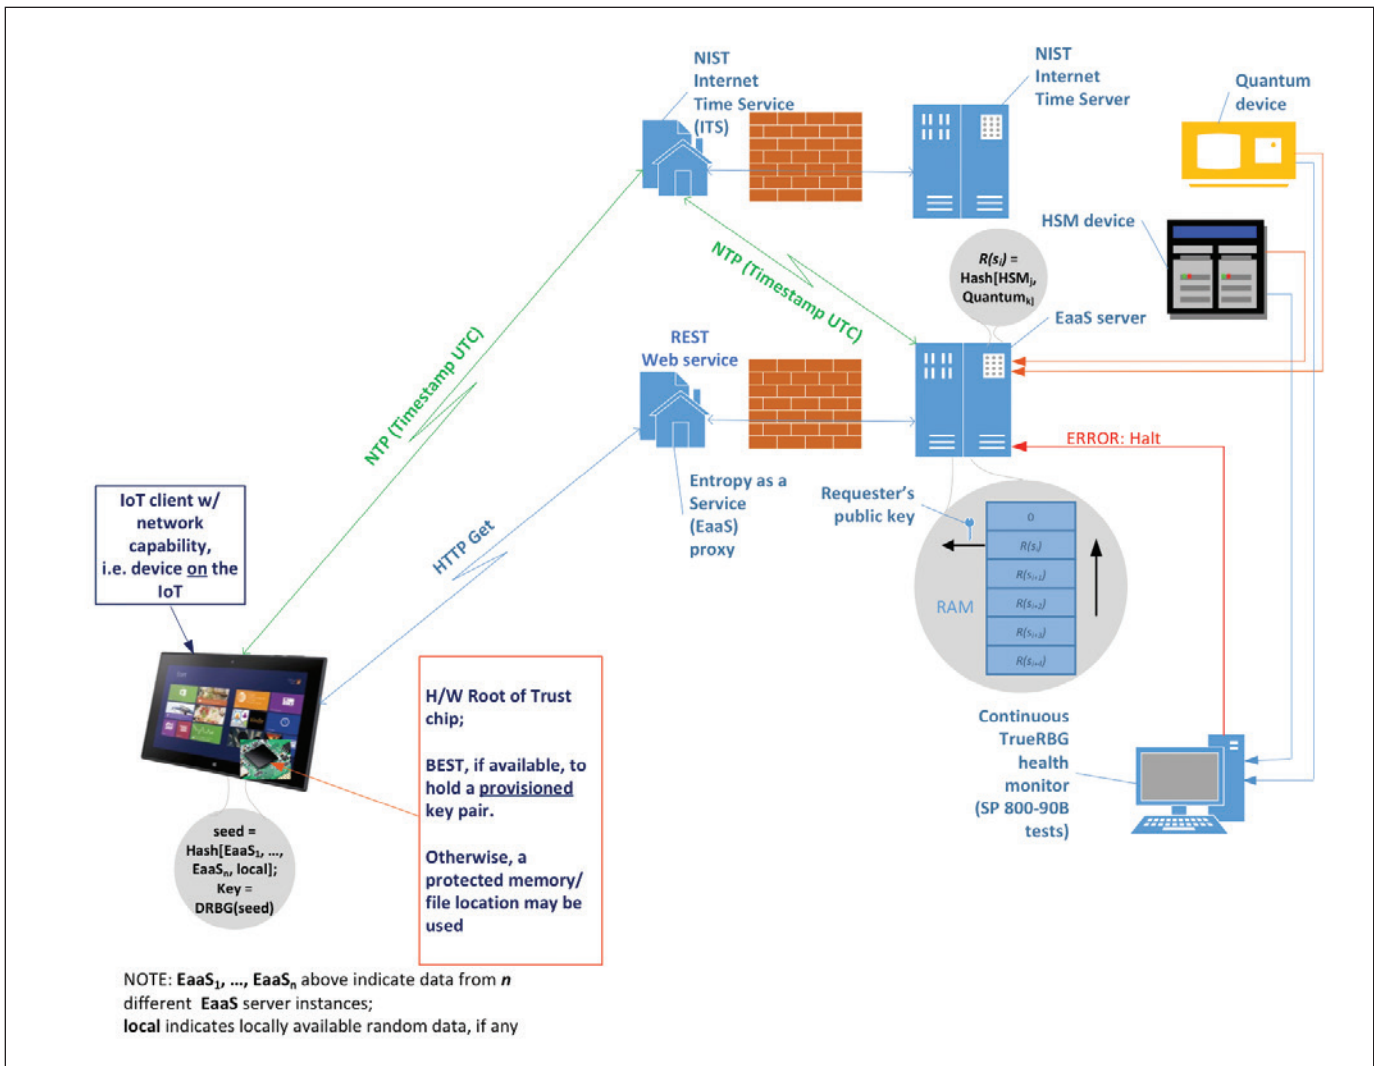 NIST
Internet
Time Service
(ITS)
NIST
Internet
Time Server
Quantum
device
HSM device
R(sᵢ) =
Hash[HSMⱼ,
Quantumₖ]
EaaS server
NTP (Timestamp UTC)
NTP (Timestamp UTC)
REST
Web service
ERROR: Halt
Entropy as a
Service
(EaaS)
proxy
Requester's
public key
0
R(sᵢ)
R(sᵢ₊₁)
R(sᵢ₊₂)
R(sᵢ₊₃)
RAM
HTTP Get
IoT client w/
network
capability,
i.e. device on the
IoT
H/W Root of Trust
chip;
BEST, if available, to
hold a provisioned
key pair.
Otherwise, a
protected memory/
file location may be
used
Continuous
TrueRBG
health
monitor
(SP 800-90B
tests)
seed =
Hash[EaaS₁, ...,
EaaSₙ, local];
Key =
DRBG(seed)
NOTE: EaaS₁, ..., EaaSₙ above indicate data from n
different EaaS server instances;
local indicates locally available random data, if any